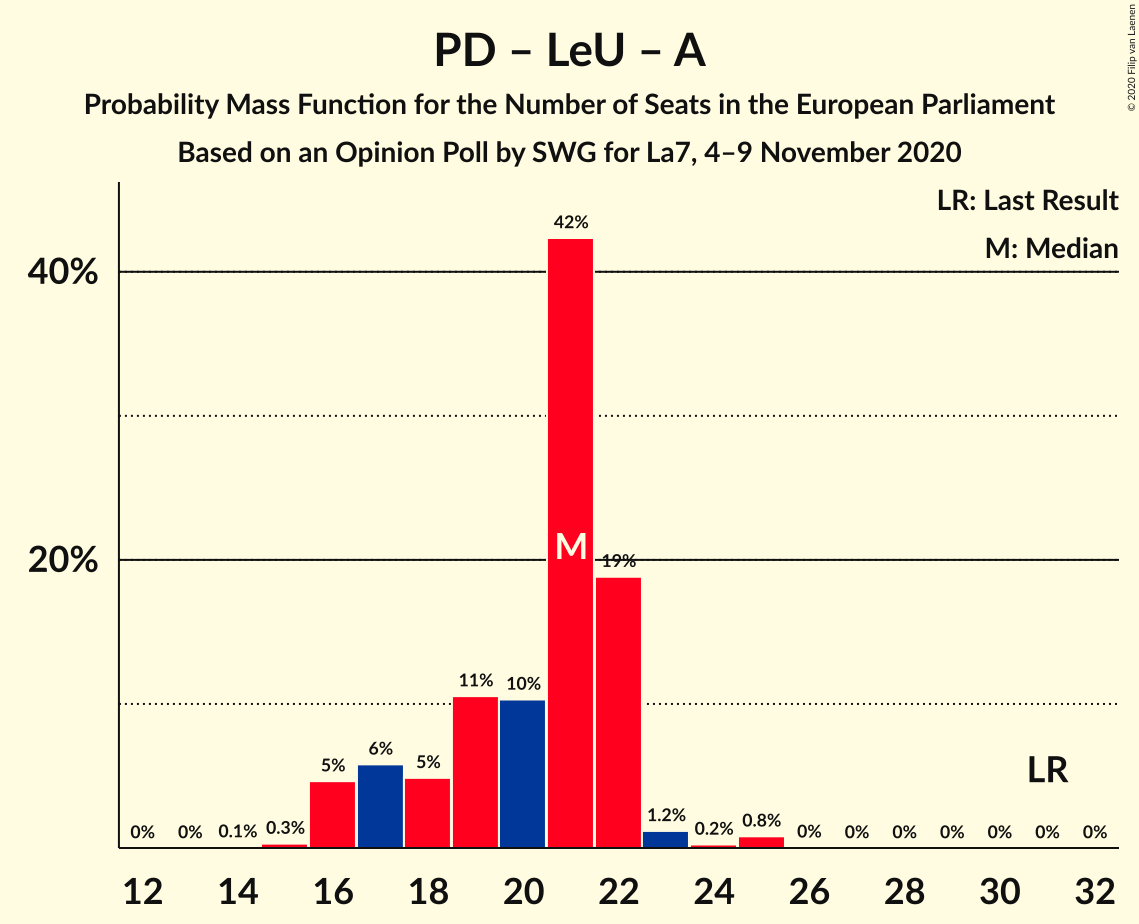 PD – LeU – A
Probability Mass Function for the Number of Seats in the European Parliament
Based on an Opinion Poll by SWG for La7, 4–9 November 2020
© 2020 Filip van Laenen
LR: Last Result
M: Median
42%
40%
M
20%
19%
11%
10%
6%
5%
5%
LR
0%
0%
0.1%
0.3%
1.2%
0.2%
0.8%
0%
0%
0%
0%
0%
0%
0%
12 14 16 18 20 22 24 26 28 30 32